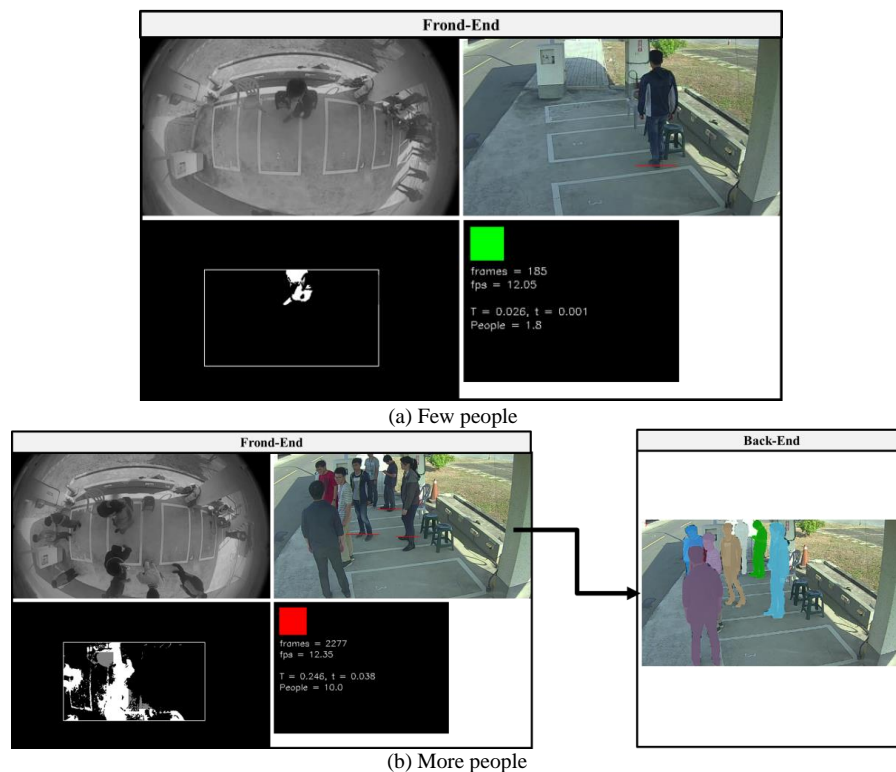 Frond-End
frames = 185
fps = 12.05
T = 0.026, t = 0.001
People = 1.8
(a) Few people
Frond-End
Back-End
frames = 2277
fps = 12.35
T = 0.246, t = 0.038
People = 10.0
(b) More people